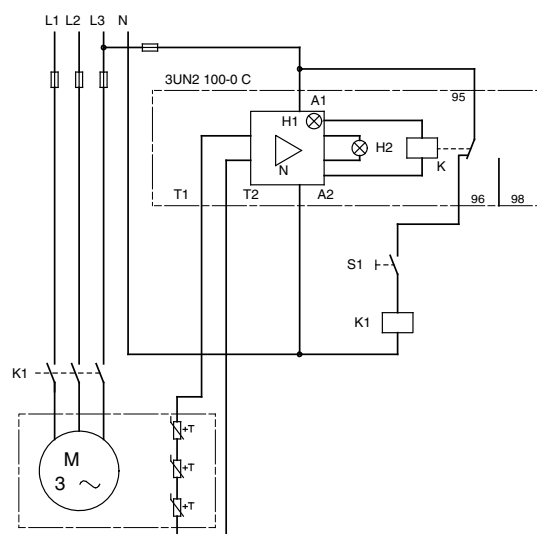 L1 L2 L3 N
3UN2 100-0 C
95
A1
H1
H2
K
N
T1 T2 A2
96 98
S1
K1
K1
+T
M
3
+T
+T